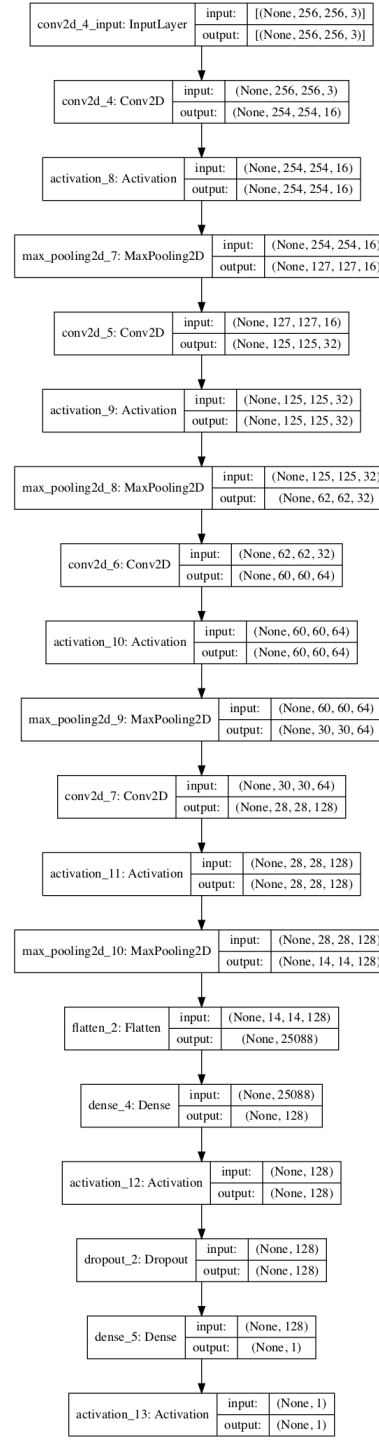 conv2d_4_input: InputLayer
input: [(None, 256, 256, 3)]
output: [(None, 256, 256, 3)]
conv2d_4: Conv2D
input: (None, 256, 256, 3)
output: (None, 254, 254, 16)
activation_8: Activation
input: (None, 254, 254, 16)
output: (None, 254, 254, 16)
max_pooling2d_7: MaxPooling2D
input: (None, 254, 254, 16)
output: (None, 127, 127, 16)
conv2d_5: Conv2D
input: (None, 127, 127, 16)
output: (None, 125, 125, 32)
activation_9: Activation
input: (None, 125, 125, 32)
output: (None, 125, 125, 32)
max_pooling2d_8: MaxPooling2D
input: (None, 125, 125, 32)
output: (None, 62, 62, 32)
conv2d_6: Conv2D
input: (None, 62, 62, 32)
output: (None, 60, 60, 64)
activation_10: Activation
input: (None, 60, 60, 64)
output: (None, 60, 60, 64)
max_pooling2d_9: MaxPooling2D
input: (None, 60, 60, 64)
output: (None, 30, 30, 64)
conv2d_7: Conv2D
input: (None, 30, 30, 64)
output: (None, 28, 28, 128)
activation_11: Activation
input: (None, 28, 28, 128)
output: (None, 28, 28, 128)
max_pooling2d_10: MaxPooling2D
input: (None, 28, 28, 128)
output: (None, 14, 14, 128)
flatten_2: Flatten
input: (None, 14, 14, 128)
output: (None, 25088)
dense_4: Dense
input: (None, 25088)
output: (None, 128)
activation_12: Activation
input: (None, 128)
output: (None, 128)
dropout_2: Dropout
input: (None, 128)
output: (None, 128)
dense_5: Dense
input: (None, 128)
output: (None, 1)
activation_13: Activation
input: (None, 1)
output: (None, 1)